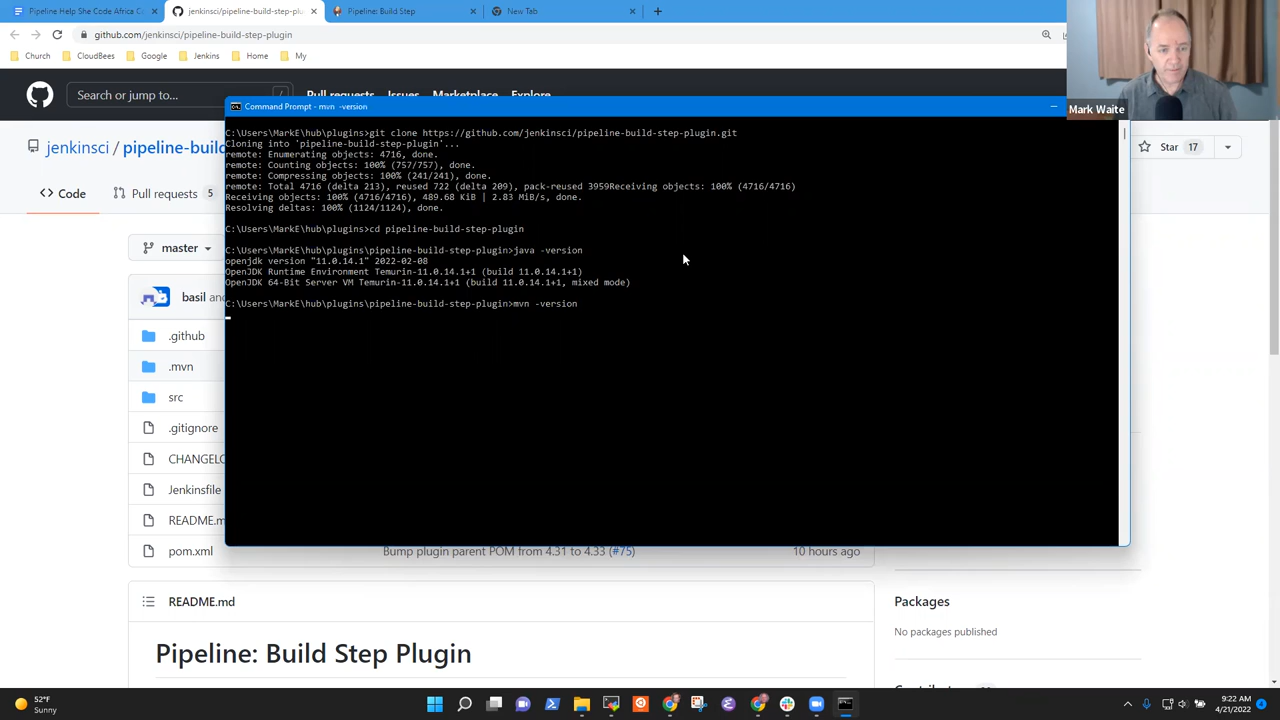 Pipeline Help She Code Africa C
jenkinsci/pipeline-build-step-plug
Pipeline: Build Step
New Tab
github.com/jenkinsci/pipeline-build-step-plugin
Church
CloudBees
Google
Jenkins
Home
My
Mark Waite
Search or jump to...
/
Pull requests
Issues
Marketplace
Explore
Command Prompt - mvn -version
jenkinsci / pipeline-build
Star 17
<> Code
Pull requests 5
master
basil
.github
.mvn
src
.gitignore
CHANGELO
Jenkinsfile
README.m
pom.xml
Bump plugin parent POM from 4.31 to 4.33 (#75)
10 hours ago
C:\Users\MarkE\hub\plugins>git clone https://github.com/jenkinsci/pipeline-build-step-plugin.git
Cloning into 'pipeline-build-step-plugin'...
remote: Enumerating objects: 4716, done.
remote: Counting objects: 100% (757/757), done.
remote: Compressing objects: 100% (241/241), done.
remote: Total 4716 (delta 213), reused 722 (delta 209), pack-reused 3959Receiving objects: 100% (4716/4716)
Receiving objects: 100% (4716/4716), 489.68 KiB | 2.83 MiB/s, done.
Resolving deltas: 100% (1124/1124), done.
C:\Users\MarkE\hub\plugins>cd pipeline-build-step-plugin
C:\Users\MarkE\hub\plugins\pipeline-build-step-plugin>java -version
openjdk version "11.0.14.1" 2022-02-08
OpenJDK Runtime Environment Temurin-11.0.14.1+1 (build 11.0.14.1+1)
OpenJDK 64-Bit Server VM Temurin-11.0.14.1+1 (build 11.0.14.1+1, mixed mode)
C:\Users\MarkE\hub\plugins\pipeline-build-step-plugin>mvn -version
README.md
Pipeline: Build Step Plugin
Packages
No packages published
52°F
Sunny
9:22 AM
4/21/2022